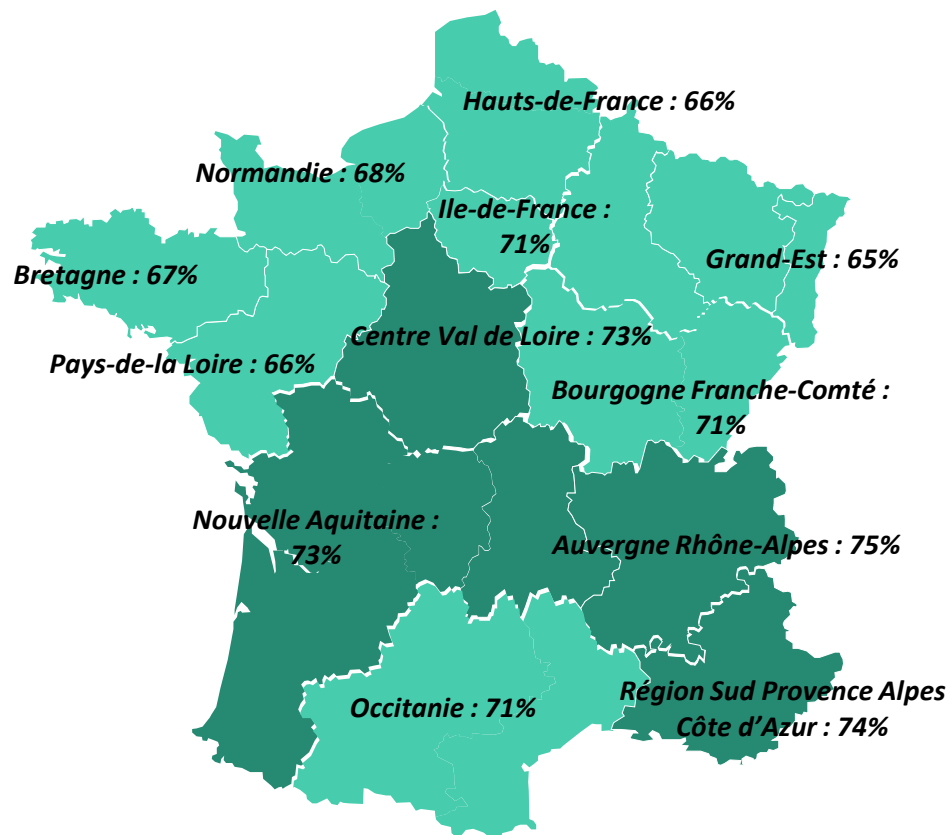 Hauts-de-France : 66%
Normandie : 68%
Ile-de-France :
71%
Grand-Est : 65%
Bretagne : 67%
Centre Val de Loire : 73%
Pays-de-la Loire : 66%
Bourgogne Franche-Comté :
71%
Nouvelle Aquitaine :
73%
Auvergne Rhône-Alpes : 75%
Région Sud Provence Alpes
Côte d’Azur : 74%
Occitanie : 71%